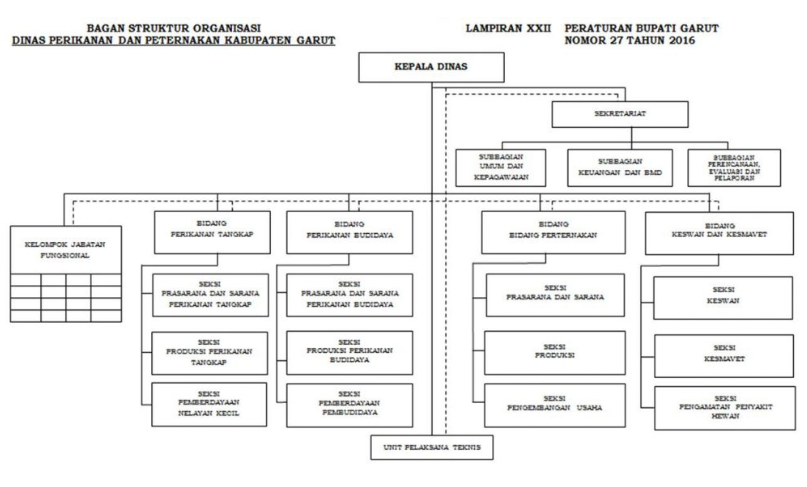 BAGAN STRUKTUR ORGANISASI
DINAS PERIKANAN DAN PETERNAKAN KABUPATEN GARUT
LAMPIRAN XXII PERATURAN BUPATI GARUT
NOMOR 27 TAHUN 2016
KEPALA DINAS
SEKRETARIAT
SUBBAGIAN
UMUM DAN
KEPAGAWAIAN
SUBBAGIAN
KEUANGAN DAN BMD
SUBBAGIAN
PERENCANAAN,
EVALUASI DAN
PELAPORAN
KELOMPOK JABATAN
FUNGSIONAL
BIDANG
PERIKANAN TANGKAP
BIDANG
PERIKANAN BUDIDAYA
BIDANG
BIDANG PERTERNAKAN
BIDANG
KESWAN DAN KESMAVET
SEKSI
PRASARANA DAN SARANA
PERIKANAN TANGKAP
SEKSI
PRASARANA DAN SARANA
PERIKANAN BUDIDAYA
SEKSI
PRASARANA DAN SARANA
SEKSI
KESWAN
SEKSI
PRODUKSI PERIKANAN
TANGKAP
SEKSI
PRODUKSI PERIKANAN
BUDIDAYA
SEKSI
PRODUKSI
SEKSI
KESMAVET
SEKSI
PEMBERDAYAAN
NELAYAN KECIL
SEKSI
PEMBERDAYAAN
PEMBUDIDAYA
SEKSI
PENGEMBANGAN USAHA
SEKSI
PENGAMATAN PENYAKIT
HEWAN
UNIT PELAKSANA TEKNIS